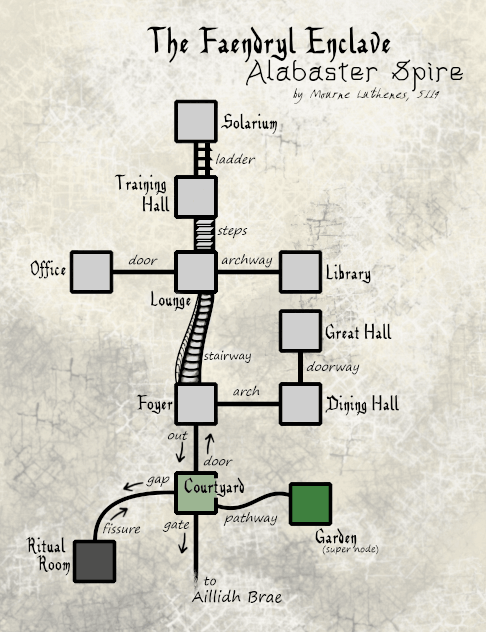 The Faendryl Enclave
Alabaster Spire
by Mourne Luthenes, 5119
Solarium
ladder
Training
Hall
steps
Office
door
archway
Library
Lounge
Great Hall
stairway
doorway
Foyer
arch
Dining Hall
out
door
gap
Courtyard
fissure
gate
pathway
Garden
(super node)
Ritual
Room
to
Aillidh Brae